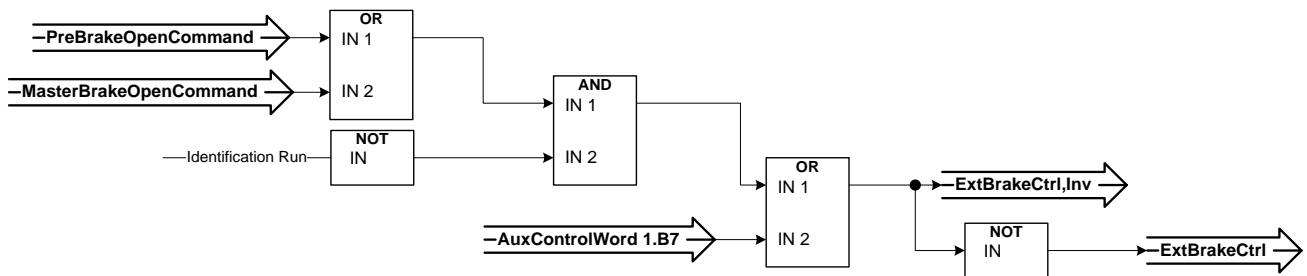 OR
PreBrakeOpenCommand
IN 1
MasterBrakeOpenCommand
IN 2
AND
IN 1
NOT
Identification Run
IN
IN 2
OR
IN 1
ExtBrakeCtrl,Inv
AuxControlWord 1.B7
IN 2
NOT
IN
ExtBrakeCtrl